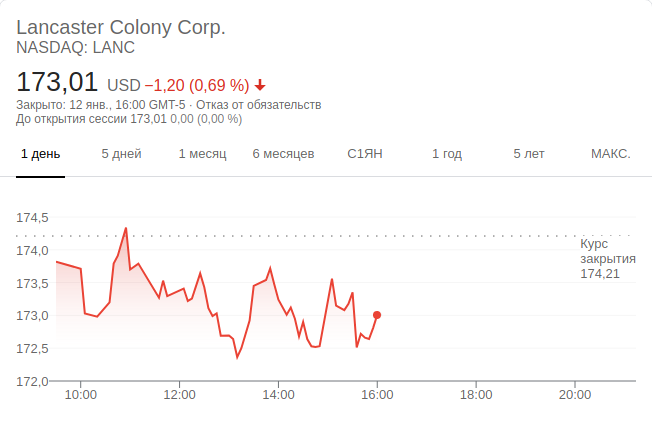 Lancaster Colony Corp.
NASDAQ: LANC
173,01 USD −1,20 (0,69 %)
Закрыто: 12 янв., 16:00 GMT-5 · Отказ от обязательств
До открытия сессии 173,01 0,00 (0,00 %)
1 день 5 дней 1 месяц 6 месяцев С1ЯН 1 год 5 лет МАКС.
174,5
174,0
173,5
173,0
172,5
172,0
Курс
закрытия
174,21
10:00 12:00 14:00 16:00 18:00 20:00